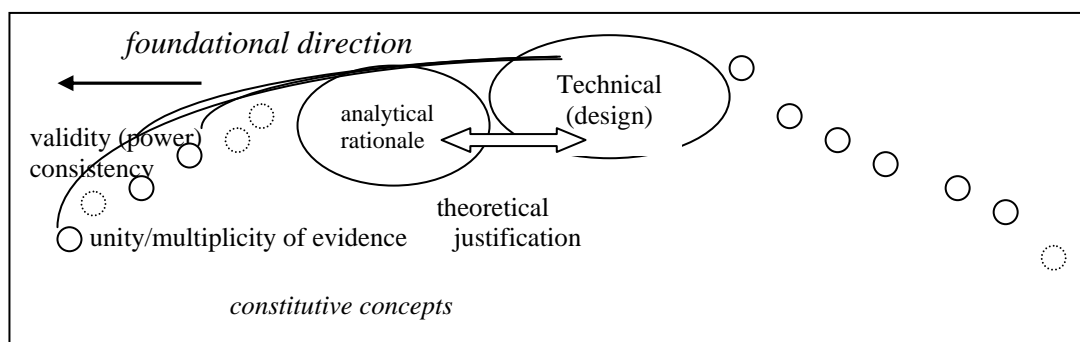 foundational direction
Technical
(design)
analytical
rationale
validity (power)
consistency
theoretical
justification
unity/multiplicity of evidence
constitutive concepts